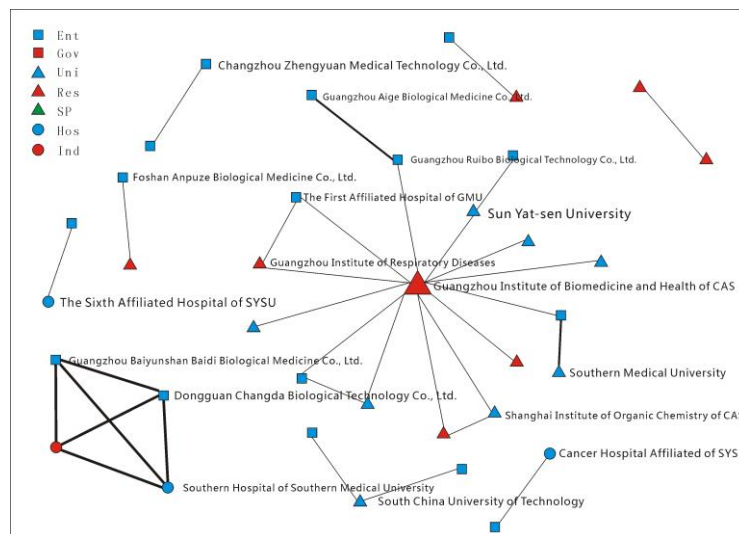 Ent
Gov
Uni
Res
SP
Hos
Ind
Changzhou Zhengyuan Medical Technology Co., Ltd.
Guangzhou Aige Biological Medicine Co., Ltd.
Guangzhou Ruibo Biological Technology Co., Ltd.
Foshan Anpuze Biological Medicine Co., Ltd.
The First Affiliated Hospital of GMU
Sun Yat-sen University
Guangzhou Institute of Respiratory Diseases
Guangzhou Institute of Biomedicine and Health of CAS
The Sixth Affiliated Hospital of SYSU
Guangzhou Baiyunshan Baidi Biological Medicine Co., Ltd.
Southern Medical University
Dongguan Changda Biological Technology Co., Ltd.
Shanghai Institute of Organic Chemistry of CAS
Cancer Hospital Affiliated of SYS
Southern Hospital of Southern Medical University
South China University of Technology